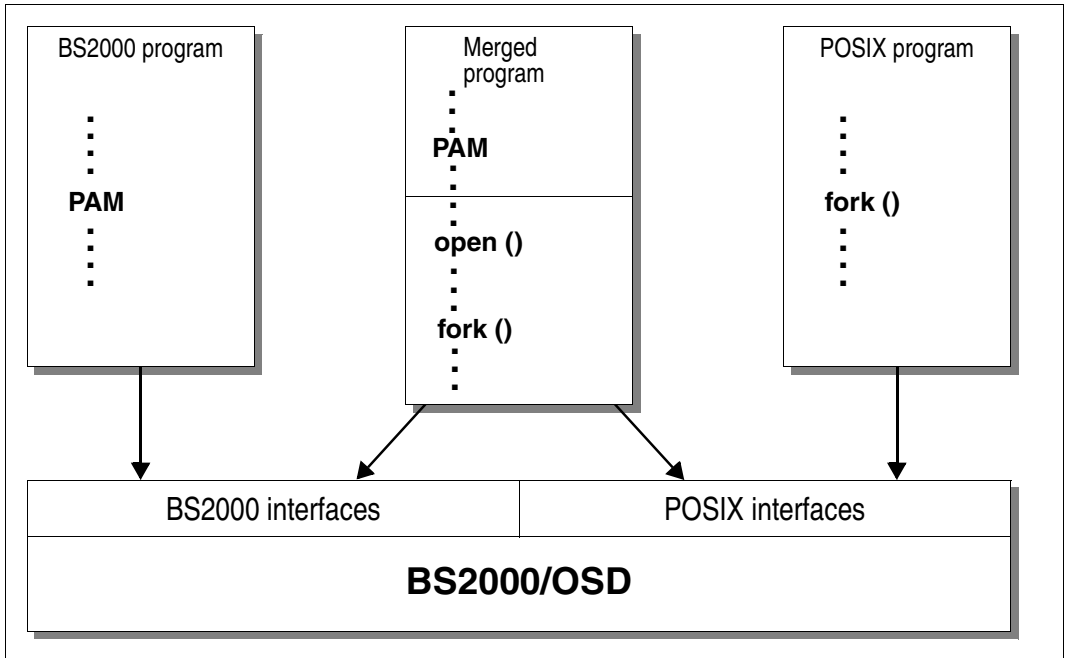 BS2000 program
PAM
Merged
program
PAM
open ()
fork ()
POSIX program
fork ()
BS2000 interfaces
POSIX interfaces
BS2000/OSD